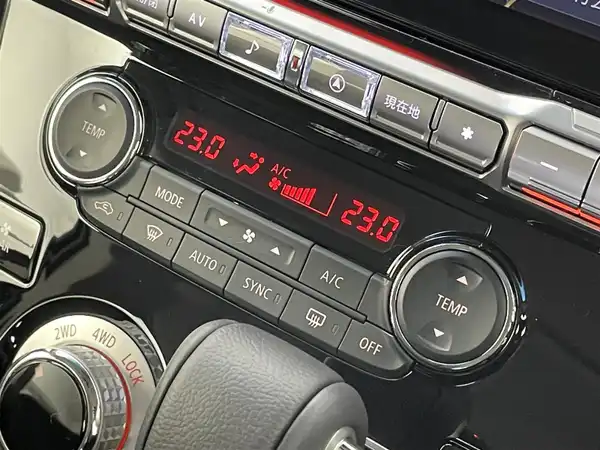 AV
現在地
*
TEMP
23.0
A/C
23.0
MODE
AUTO
SYNC
A/C
OFF
TEMP
2WD
4WD
LOCK